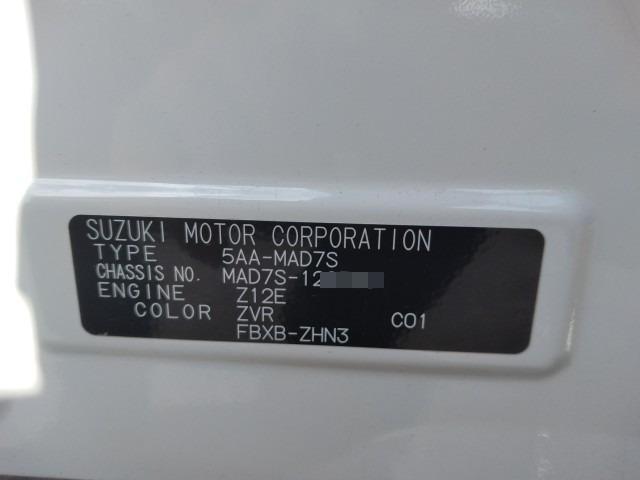 SUZUKI MOTOR CORPORATION
TYPE 5AA-MAD7S
CHASSIS NO. MAD7S-12
ENGINE Z12E
COLOR ZVR C01
FBXB-ZHN3